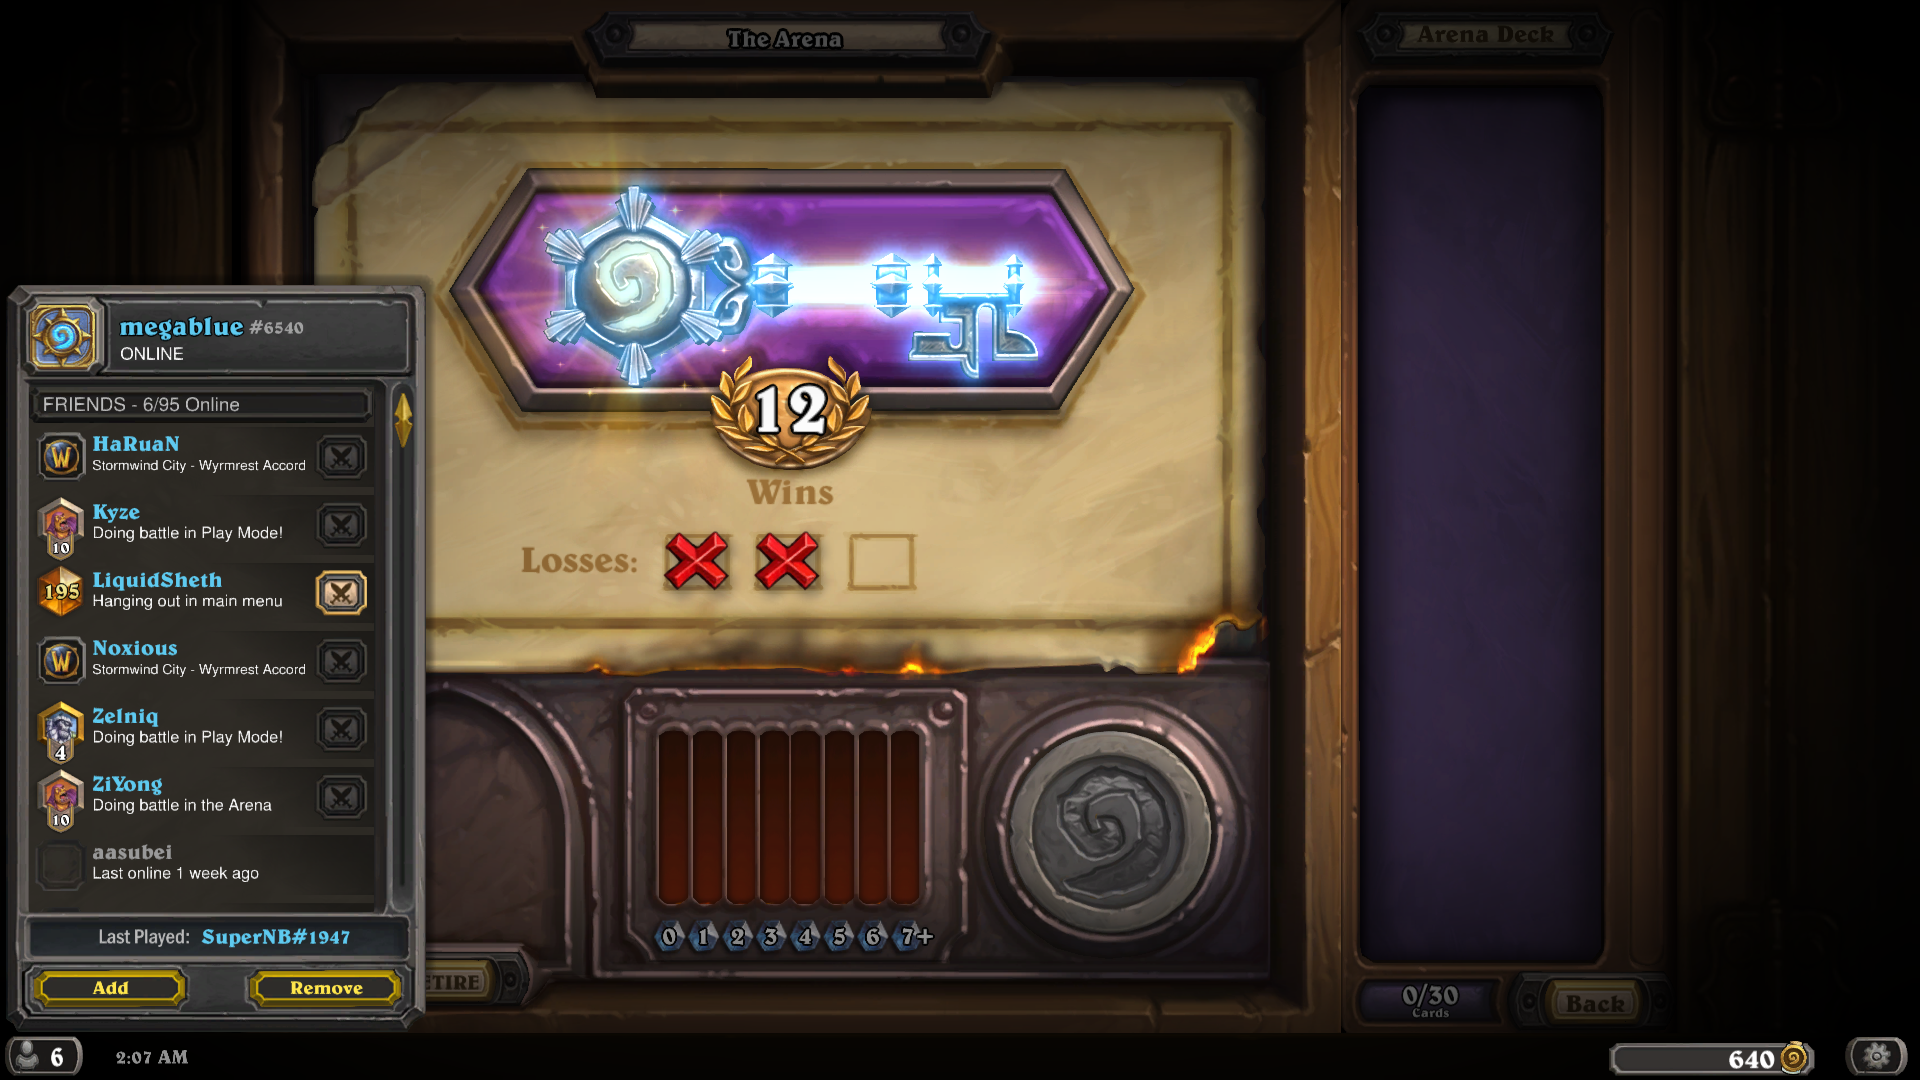 The Arena
Arena Deck
megablue #6540
ONLINE
FRIENDS - 6/95 Online
HaRuaN
Stormwind City - Wyrmrest Accord
Kyze
Doing battle in Play Mode!
10
LiquidSheth
195
Hanging out in main menu
Noxious
Stormwind City - Wyrmrest Accord
Zelniq
Doing battle in Play Mode!
4
ZiYong
Doing battle in the Arena
10
aasubei
Last online 1 week ago
Last Played: SuperNB#1947
Add
Remove
12
Wins
Losses:
0 1 2 3 4 5 6 7+
ETIRE
0/30
Cards
Back
6
2:07 AM
640